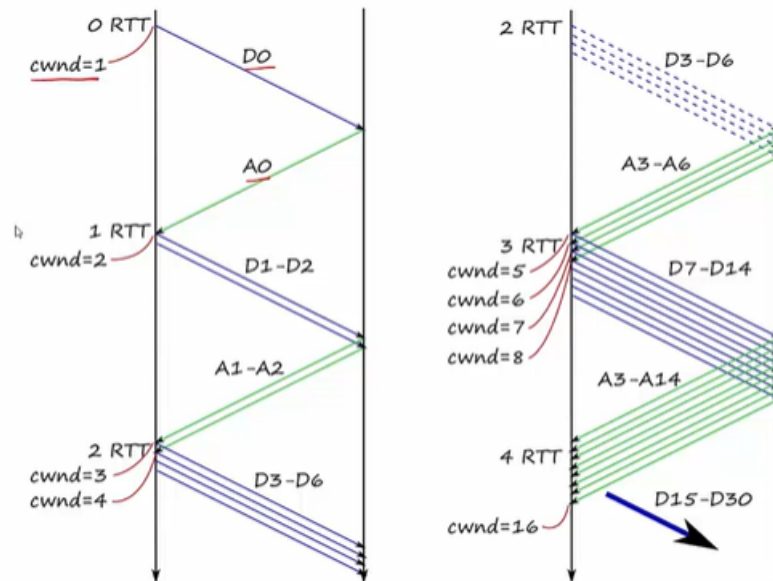 0 RTT
cwnd=1
D0
A0
1 RTT
cwnd=2
D1-D2
A1-A2
2 RTT
cwnd=3
cwnd=4
D3-D6
2 RTT
D3-D6
A3-A6
3 RTT
cwnd=5
cwnd=6
cwnd=7
cwnd=8
D7-D14
A3-A14
4 RTT
cwnd=16
D15-D30